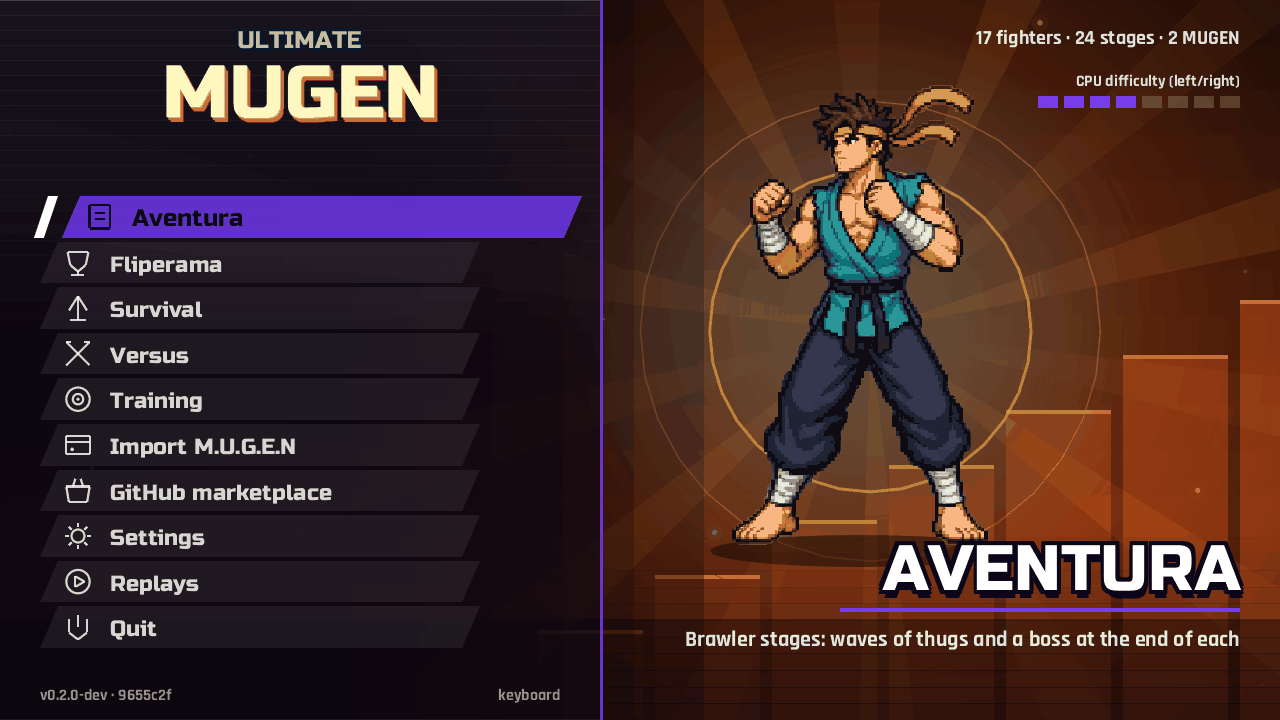 ULTIMATE
MUGEN
Aventura
Fliperama
Survival
Versus
Training
Import M.U.G.E.N
GitHub marketplace
Settings
Replays
Quit
v0.2.0-dev · 9655c2f
keyboard
17 fighters · 24 stages · 2 MUGEN
CPU difficulty (left/right)
AVENTURA
Brawler stages: waves of thugs and a boss at the end of each